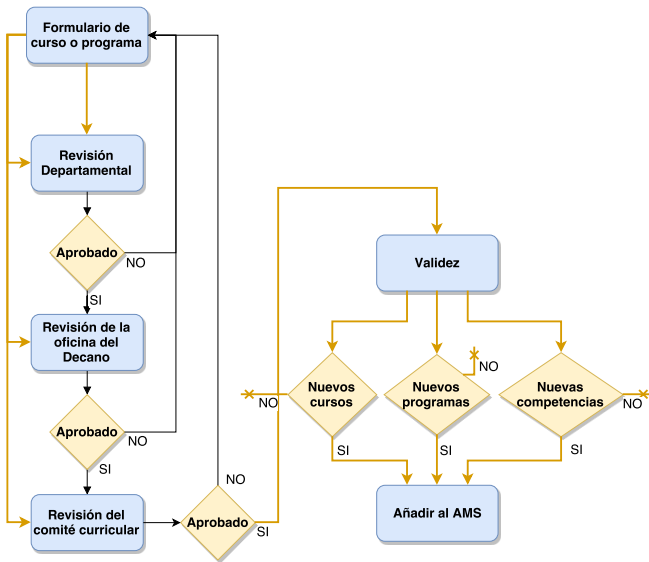 Formulario de
curso o programa
Revisión
Departamental
Aprobado
NO
SI
Revisión de la
oficina del
Decano
Aprobado
NO
SI
Revisión del
comité curricular
Aprobado
NO
SI
Validez
Nuevos
cursos
NO
SI
Nuevos
programas
NO
SI
Nuevas
competencias
NO
SI
Añadir al AMS